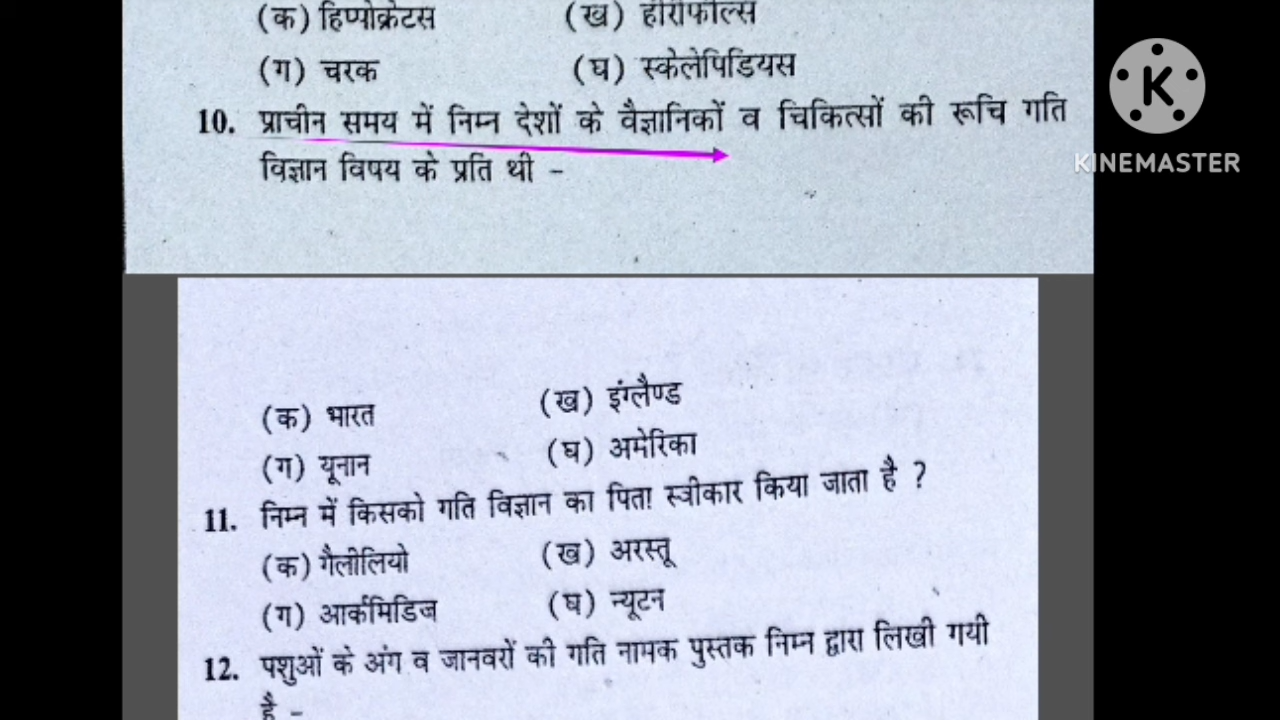 (क) हिप्पोक्रेटस (ख) हीरोफोल्स
(ग) चरक (घ) स्केलेपिडियस
10. प्राचीन समय में निम्न देशों के वैज्ञानिकों व चिकित्सों की रूचि गति
विज्ञान विषय के प्रति थी -
K
KINEMASTER
(क) भारत (ख) इंग्लैण्ड
(ग) यूनान (घ) अमेरिका
11. निम्न में किसको गति विज्ञान का पिता स्वीकार किया जाता है ?
(क) गैलीलियो (ख) अरस्तू
(ग) आर्कमिडिज (घ) न्यूटन
12. पशुओं के अंग व जानवरों की गति नामक पुस्तक निम्न द्वारा लिखी गयी
है -